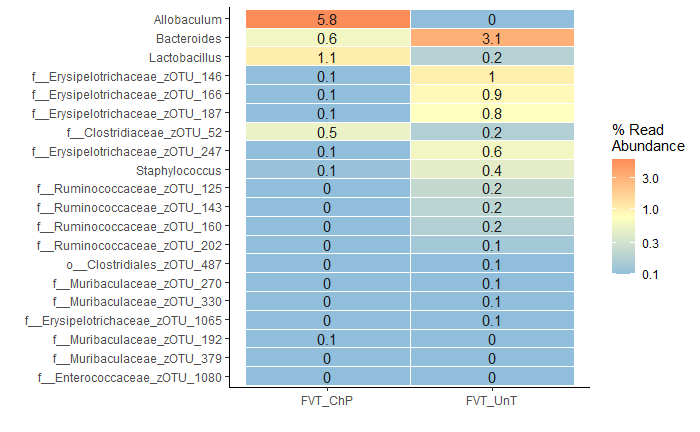 Allobaculum 5.8 0
Bacteroides 0.6 3.1
Lactobacillus 1.1 0.2
f__Erysipelotrichaceae_zOTU_146 0.1 1
f__Erysipelotrichaceae_zOTU_166 0.1 0.9
f__Erysipelotrichaceae_zOTU_187 0.1 0.8
f__Clostridiaceae_zOTU_52 0.5 0.2
f__Erysipelotrichaceae_zOTU_247 0.1 0.6
Staphylococcus 0.1 0.4
f__Ruminococcaceae_zOTU_125 0 0.2
f__Ruminococcaceae_zOTU_143 0 0.2
f__Ruminococcaceae_zOTU_160 0 0.2
f__Ruminococcaceae_zOTU_202 0 0.1
o__Clostridiales_zOTU_487 0 0.1
f__Muribaculaceae_zOTU_270 0 0.1
f__Muribaculaceae_zOTU_330 0 0.1
f__Erysipelotrichaceae_zOTU_1065 0 0.1
f__Muribaculaceae_zOTU_192 0.1 0
f__Muribaculaceae_zOTU_379 0 0
f__Enterococcaceae_zOTU_1080 0 0
FVT_ChP FVT_UnT
% Read
Abundance
3.0
1.0
0.3
0.1